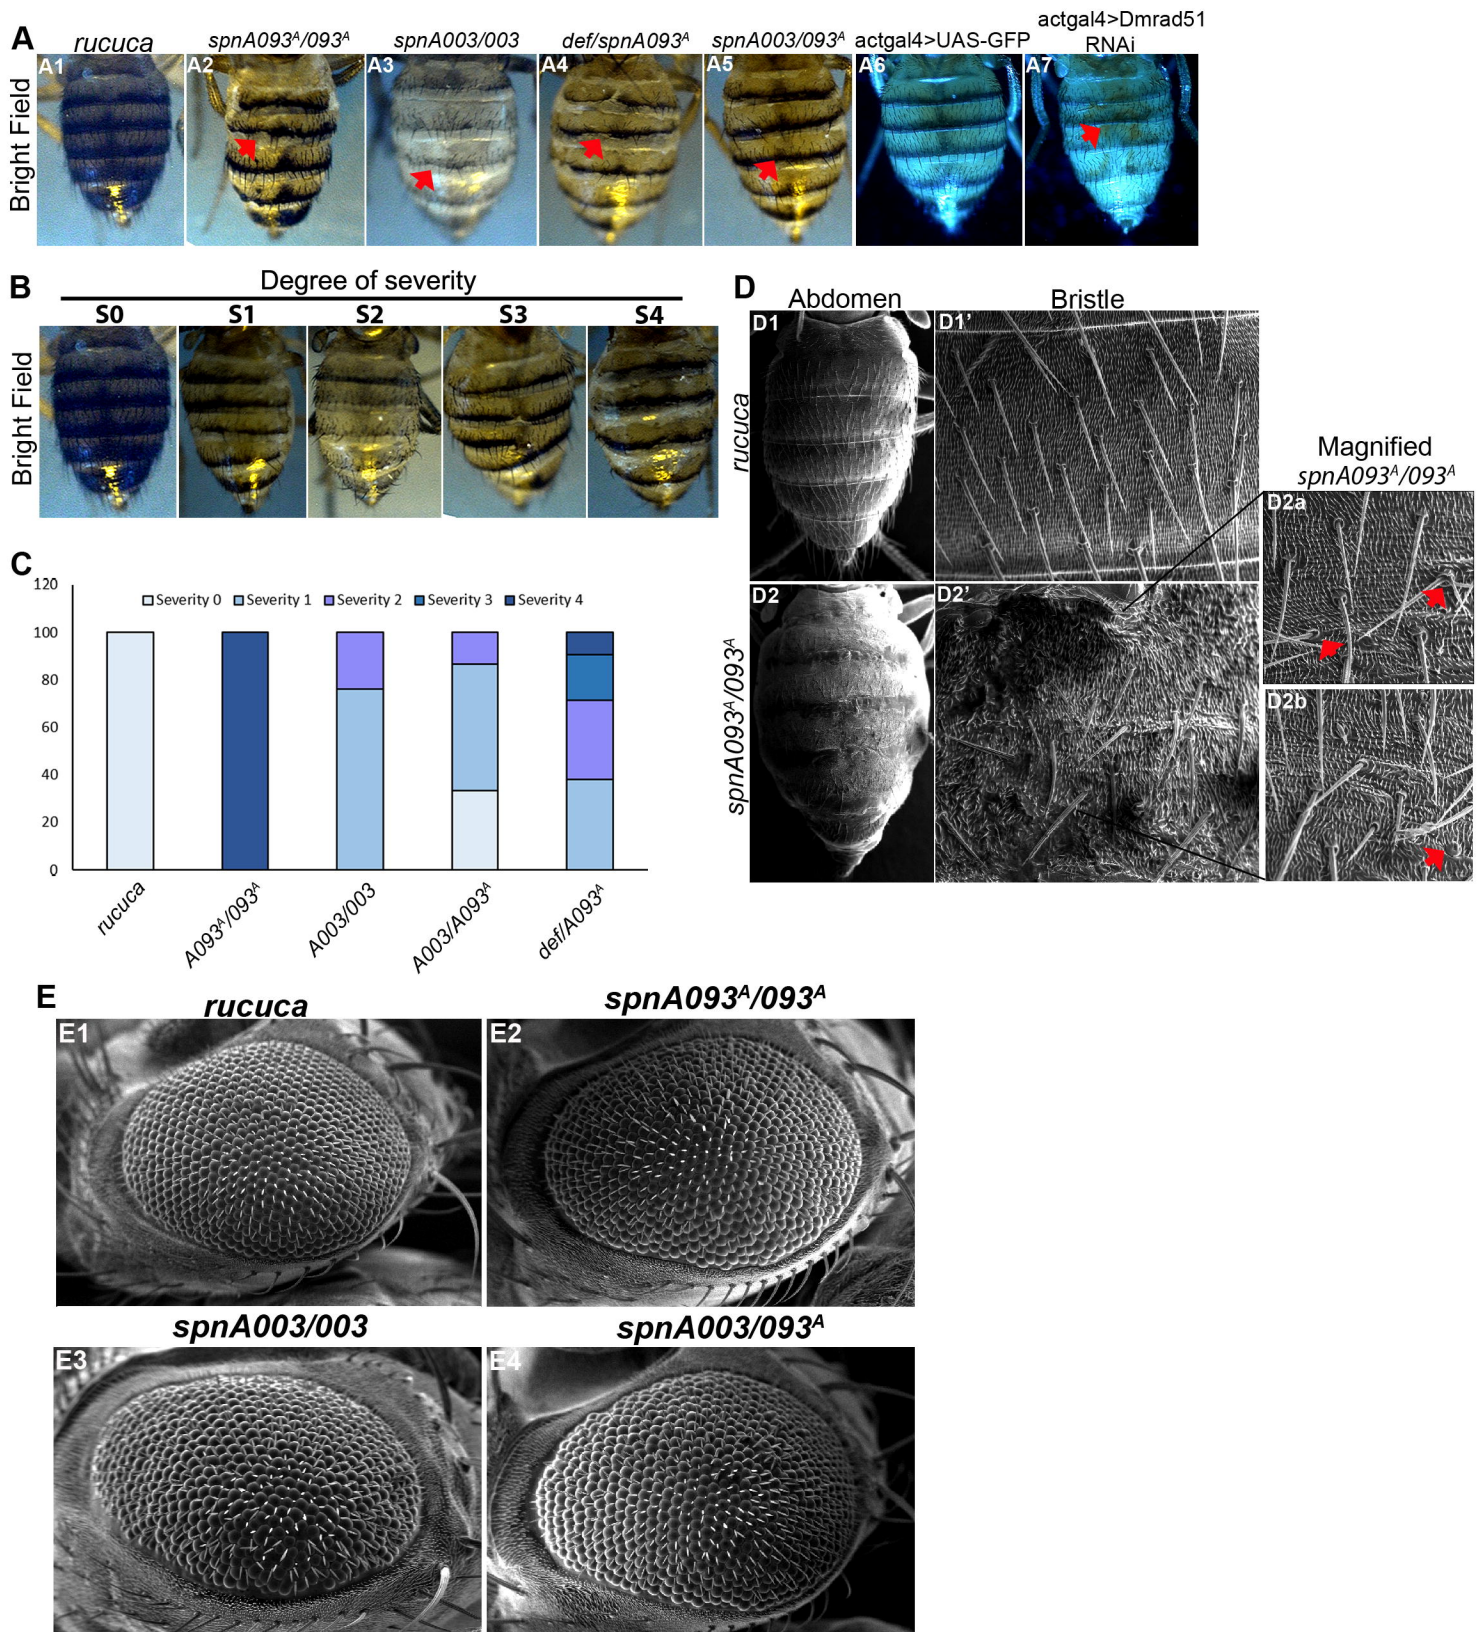 A
rucuca
spnA093ᴬ/093ᴬ
spnA003/003
def/spnA093ᴬ
spnA003/093ᴬ
actgal4>UAS-GFP
actgal4>Dmrad51
RNAi
Bright Field
A1
A2
A3
A4
A5
A6
A7
B
Degree of severity
S0
S1
S2
S3
S4
Bright Field
C
120
100
80
60
40
20
0
Severity 0
Severity 1
Severity 2
Severity 3
Severity 4
rucuca
A093ᴬ/093ᴬ
A003/003
A003/A093ᴬ
def/A093ᴬ
D
Abdomen
Bristle
rucuca
D1
D1’
spnA093ᴬ/093ᴬ
D2
D2’
Magnified
spnA093ᴬ/093ᴬ
D2a
D2b
E
rucuca
spnA093ᴬ/093ᴬ
E1
E2
spnA003/003
spnA003/093ᴬ
E3
E4